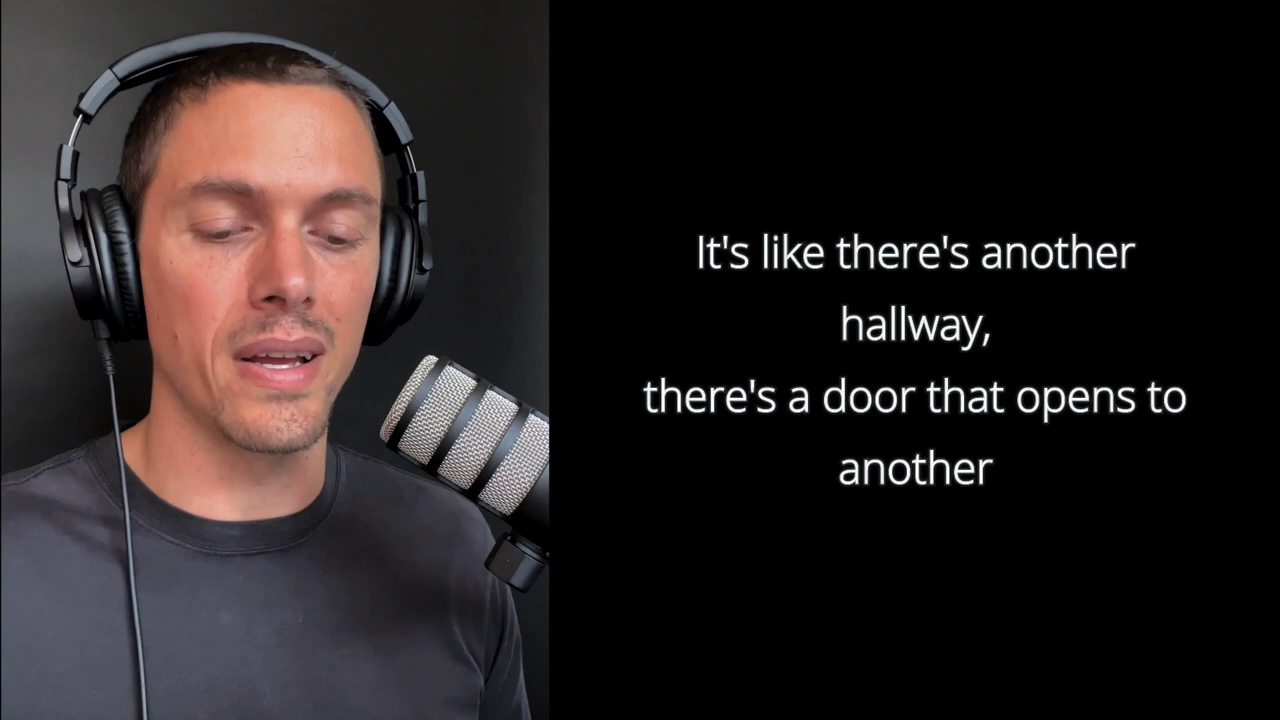 It's like there's another
hallway,
there's a door that opens to
another